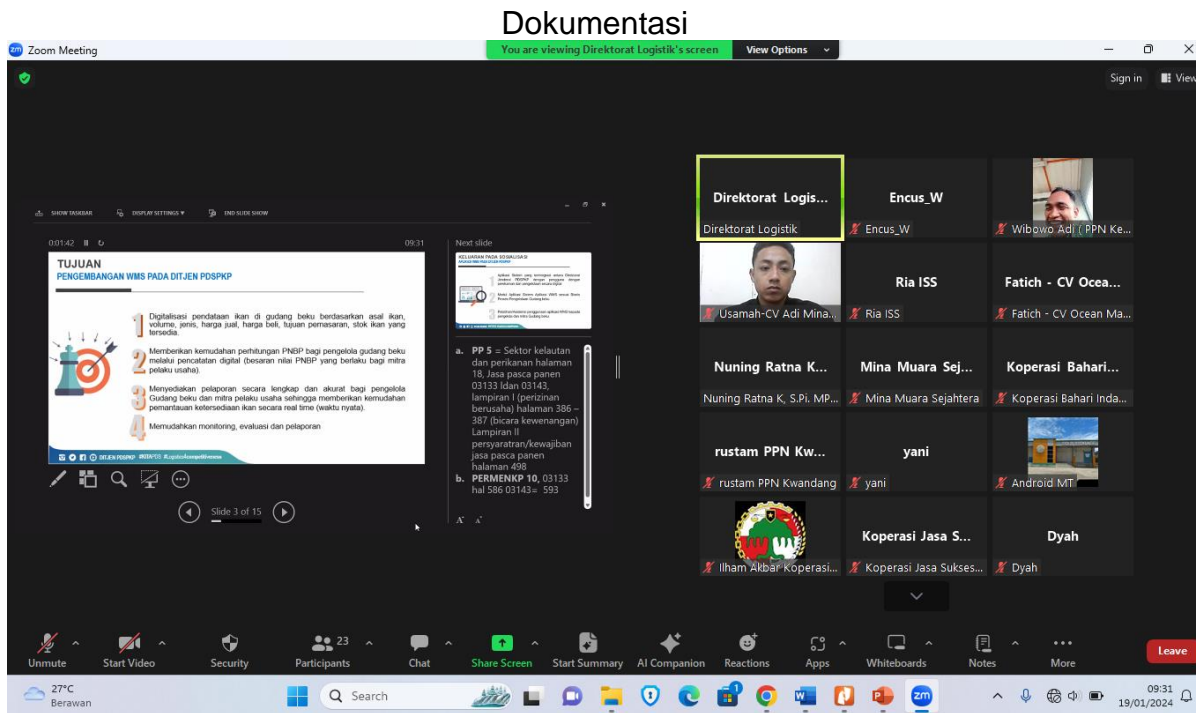 Dokumentasi
Zoom Meeting
You are viewing Direktorat Logistik's screen
View Options
Sign in
View
SHOW TASKBAR
DISPLAY SETTINGS
END SLIDE SHOW
0:01:42
09:31
TUJUAN
PENGEMBANGAN WMS PADA DITJEN PDSPKP
1 Digitalisasi pendataan ikan di gudang beku berdasarkan asal ikan,
volume, jenis, harga jual, harga beli, tujuan pemasaran, stok ikan yang
tersedia.
2 Memberikan kemudahan perhitungan PNBP bagi pengelola gudang beku
melalui pencatatan digital (besaran nilai PNBP yang berlaku bagi mitra
pelaku usaha).
3 Menyediakan pelaporan secara lengkap dan akurat bagi pengelola
Gudang beku dan mitra pelaku usaha sehingga memberikan kemudahan
pemantauan ketersediaan ikan secara real time (waktu nyata).
4 Memudahkan monitoring, evaluasi dan pelaporan
DITJEN PDSPKP
Slide 3 of 15
Next slide
KELUARAN PADA SOSIALISASI
a. PP 5 = Sektor kelautan
dan perikanan halaman
18, Jasa pasca panen
03133 ldan 03143,
lampiran I (perizinan
berusaha) halaman 386 –
387 (bicara kewenangan)
Lampiran II
persyaratran/kewajiban
jasa pasca panen
halaman 498
b. PERMENKP 10, 03133
hal 586 03143= 593
Direktorat Logis...
Direktorat Logistik
Encus_W
Encus_W
Wibowo Adi ( PPN Ke...
Usamah-CV Adi Mina...
Ria ISS
Ria ISS
Fatich - CV Ocea...
Fatich - CV Ocean Ma...
Nuning Ratna K...
Nuning Ratna K, S.Pi. MP...
Mina Muara Sej...
Mina Muara Sejahtera
Koperasi Bahari...
Koperasi Bahari Inda...
rustam PPN Kw...
rustam PPN Kwandang
yani
yani
Android MT
Ilham Akbar Koperasi...
Koperasi Jasa S...
Koperasi Jasa Sukses...
Dyah
Dyah
Unmute
Start Video
Security
23
Participants
Chat
Share Screen
Start Summary
AI Companion
Reactions
Apps
Whiteboards
Notes
More
Leave
27°C
Berawan
Search
09:31
19/01/2024